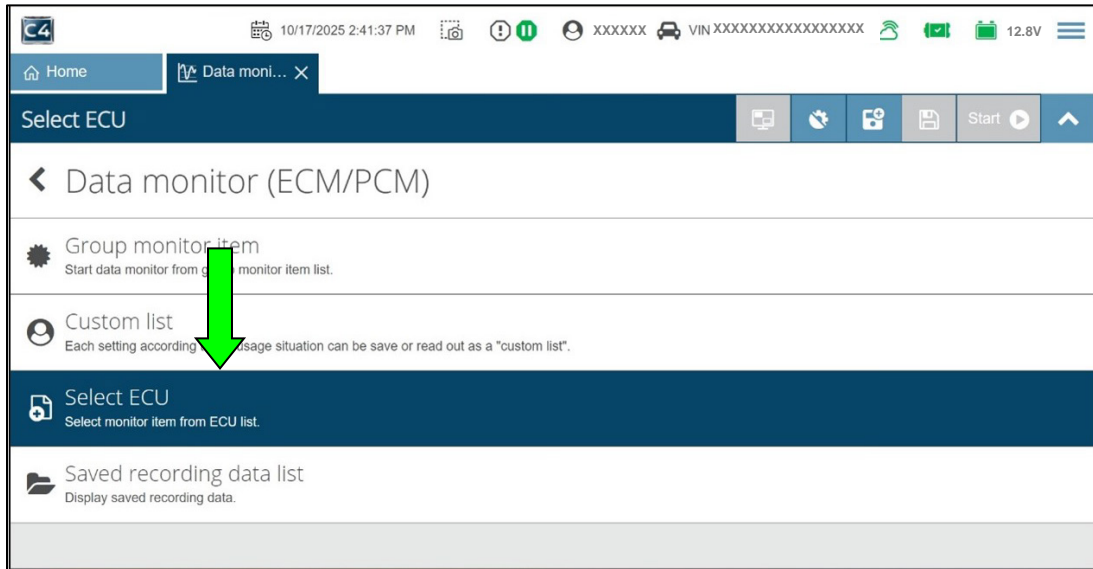 C4 10/17/2025 2:41:37 PM XXXXXX VIN XXXXXXXXXXXXXXXXX 12.8V
Home Data moni...
Select ECU Start
Data monitor (ECM/PCM)
Group monitor item
Start data monitor from monitor item list.
Custom list
Each setting according usage situation can be save or read out as a "custom list".
Select ECU
Select monitor item from ECU list.
Saved recording data list
Display saved recording data.